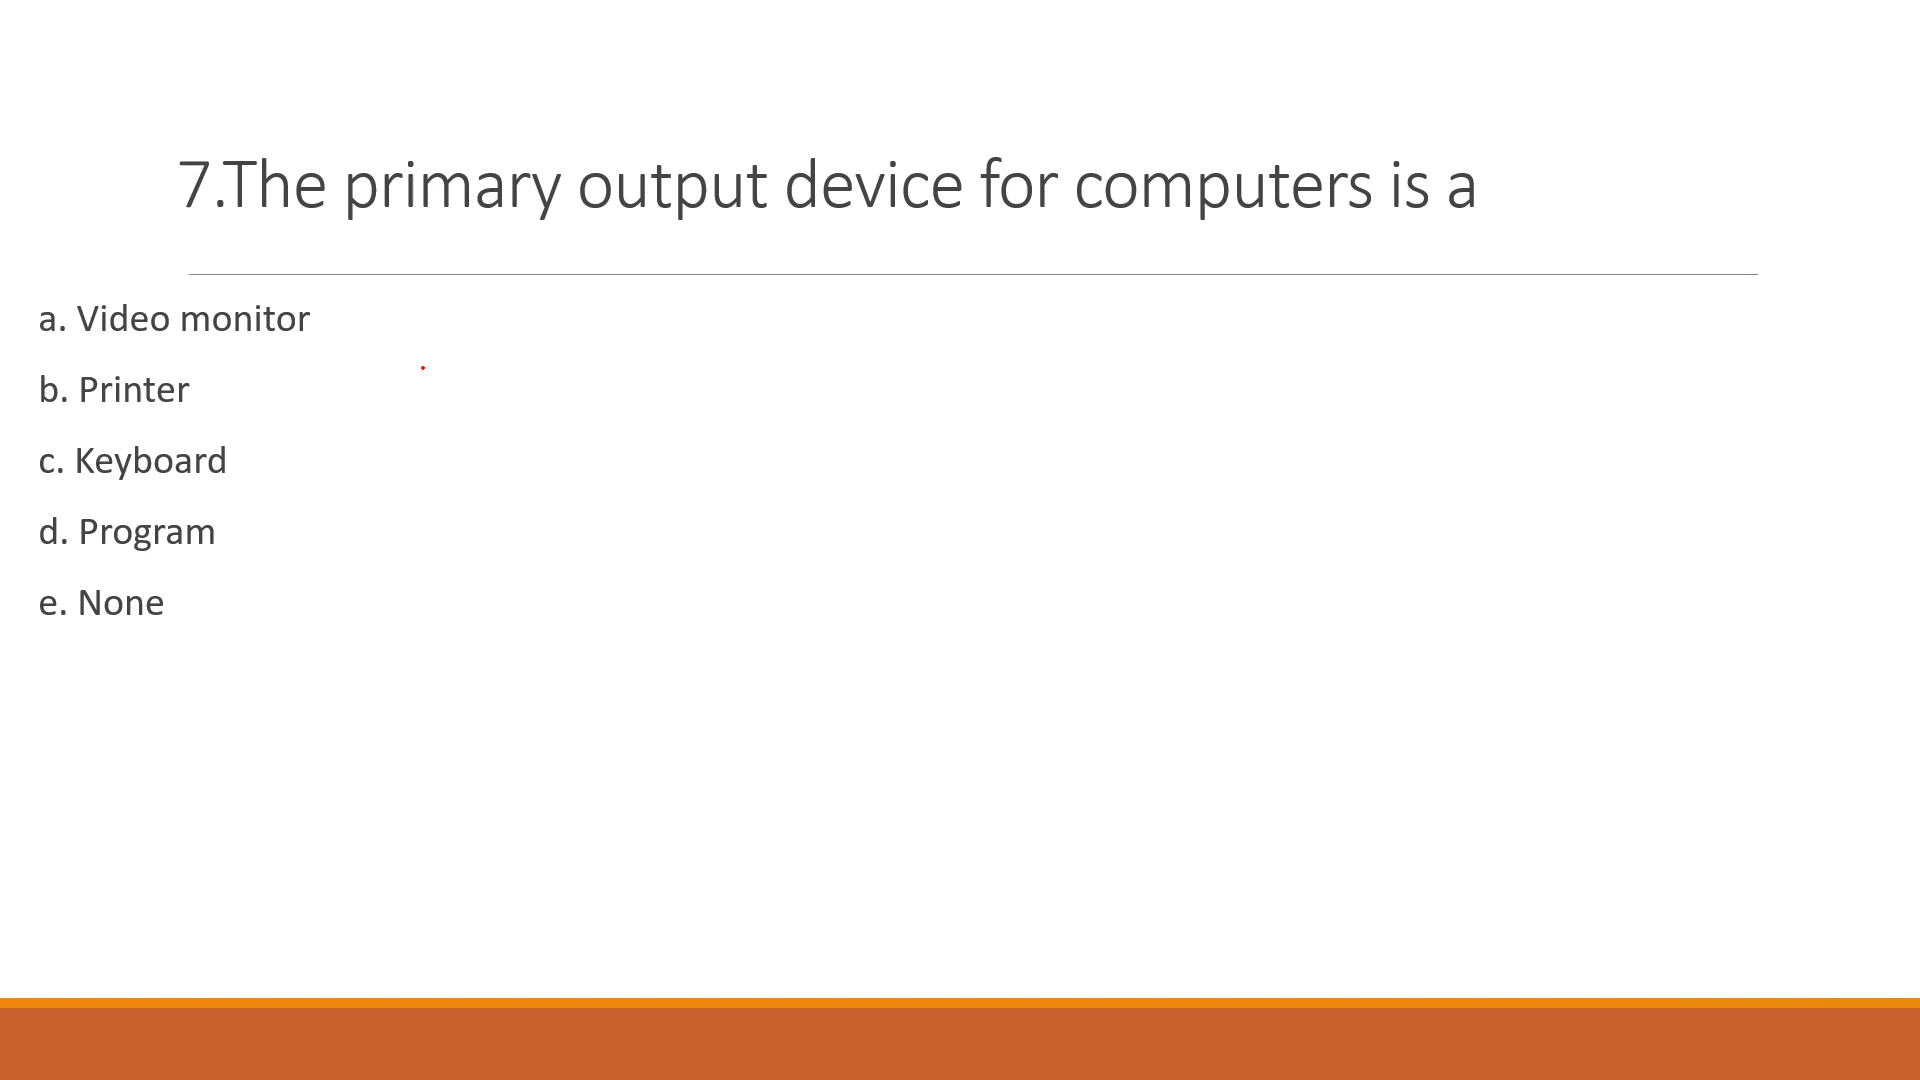 7.The primary output device for computers is a
a. Video monitor
b. Printer
c. Keyboard
d. Program
e. None